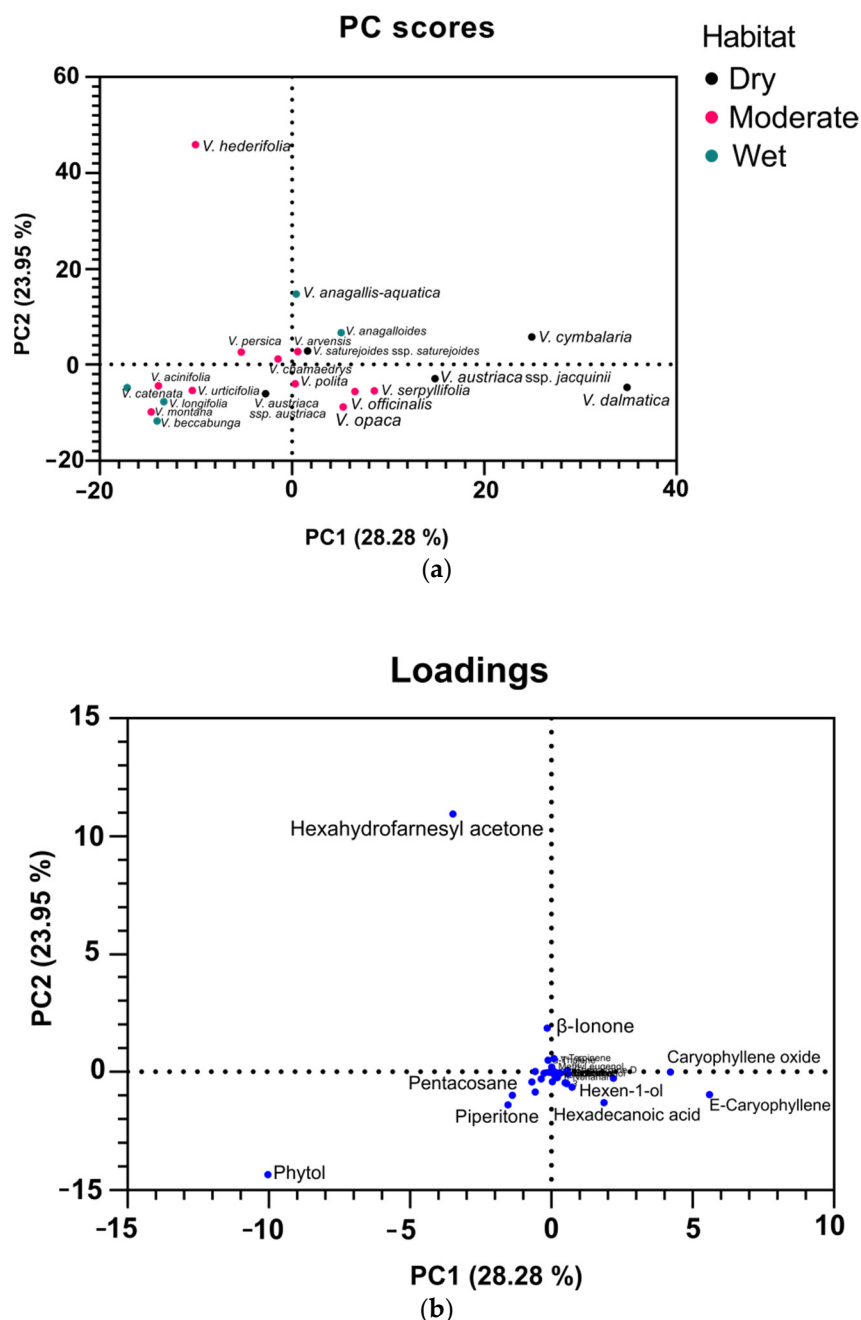 PC scores
Habitat
Dry
Moderate
Wet
60
40
20
0
−20
PC2 (23.95 %)
V. hederifolia
V. anagallis-aquatica
V. anagalloides
V. persica
V. arvensis
V. cymbalaria
V. saturejoides ssp. saturejoides
V. chamaedrys
V. acinifolia
V. polita
V. austriaca ssp. jacquinii
V. catenata
V. urticifolia
V. serpyllifolia
V. dalmatica
V. longifolia
V. austriaca
ssp. austriaca
V. officinalis
V. montana
V. opaca
V. beccabunga
−20
0
20
40
PC1 (28.28 %)
(a)
Loadings
15
10
5
0
−15
PC2 (23.95 %)
Hexahydrofarnesyl acetone
β-Ionone
γ-Terpinene
Caryophyllene oxide
Pentacosane
Hexen-1-ol
E-Caryophyllene
Piperitone
Hexadecanoic acid
Phytol
−15
−10
−5
0
5
10
PC1 (28.28 %)
(b)